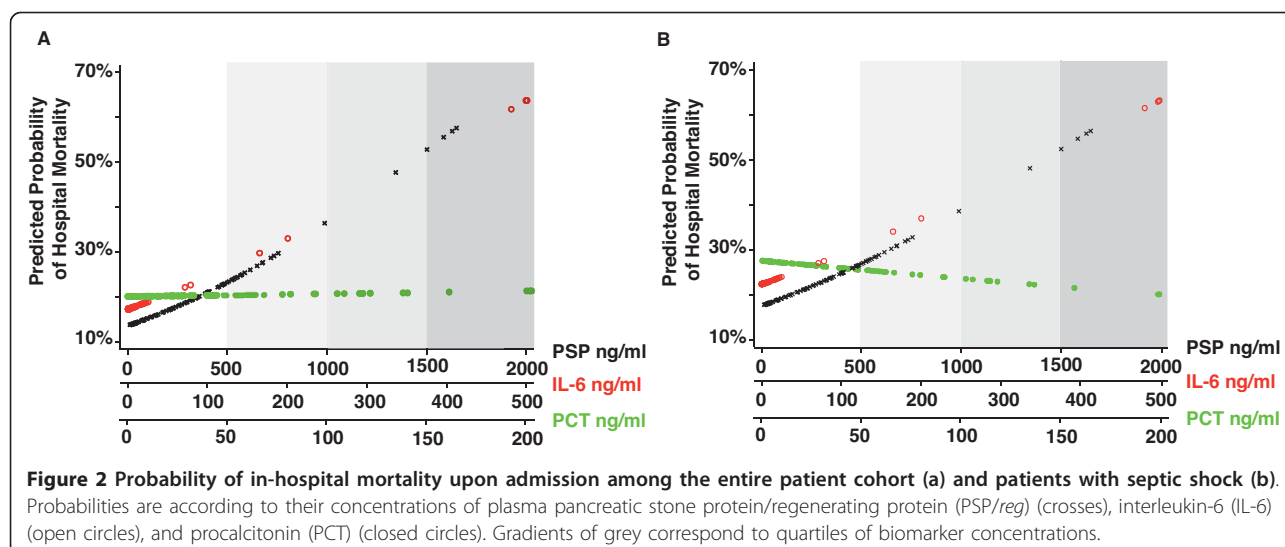 A
B
Predicted Probability
of Hospital Mortality
70%
50%
30%
10%
0 500 1000 1500 2000
PSP ng/ml
0 100 200 300 400 500
IL-6 ng/ml
0 50 100 150 200
PCT ng/ml
Predicted Probability
of Hospital Mortality
70%
50%
30%
10%
0 500 1000 1500 2000
PSP ng/ml
0 100 200 300 400 500
IL-6 ng/ml
0 50 100 150 200
PCT ng/ml
Figure 2 Probability of in-hospital mortality upon admission among the entire patient cohort (a) and patients with septic shock (b).
Probabilities are according to their concentrations of plasma pancreatic stone protein/regenerating protein (PSP/reg) (crosses), interleukin-6 (IL-6)
(open circles), and procalcitonin (PCT) (closed circles). Gradients of grey correspond to quartiles of biomarker concentrations.